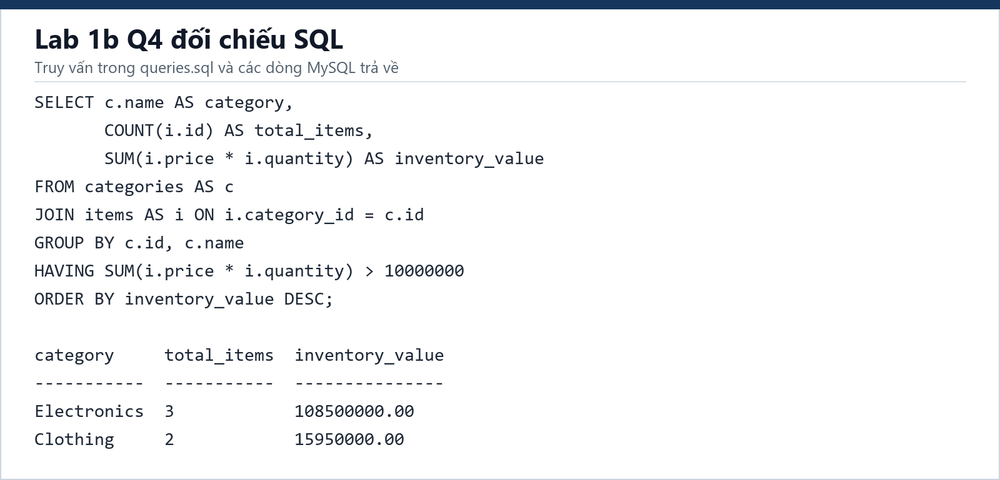 Lab 1b Q4 đối chiếu SQL
Truy vấn trong queries.sql và các dòng MySQL trả về
SELECT c.name AS category,
       COUNT(i.id) AS total_items,
       SUM(i.price * i.quantity) AS inventory_value
FROM categories AS c
JOIN items AS i ON i.category_id = c.id
GROUP BY c.id, c.name
HAVING SUM(i.price * i.quantity) > 10000000
ORDER BY inventory_value DESC;

category     total_items  inventory_value
-----------  -----------  ---------------
Electronics  3            108500000.00
Clothing     2            15950000.00